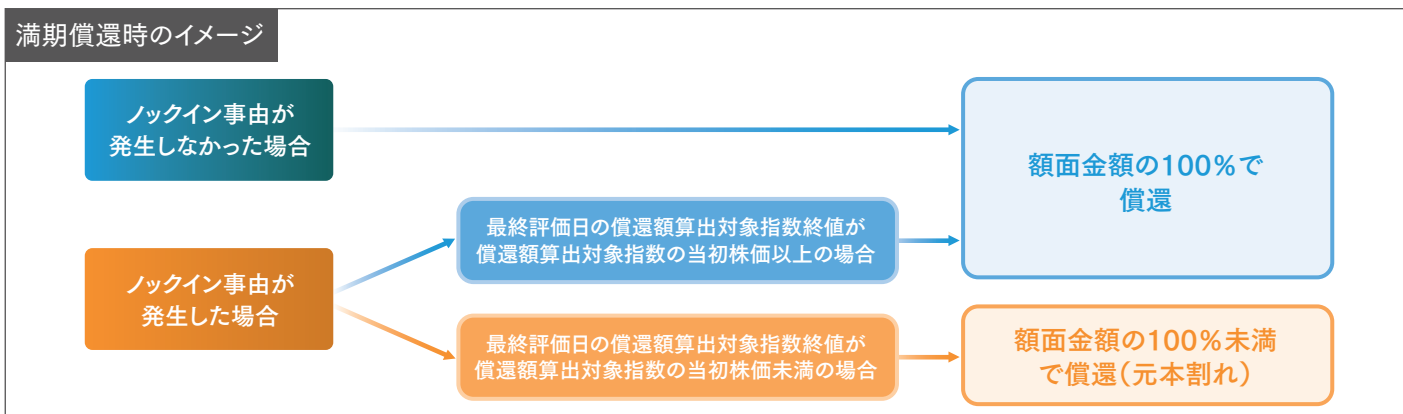 満期償還時のイメージ
ノックイン事由が
発生しなかった場合
額面金額の100％で
償還
最終評価日の償還額算出対象指数終値が
償還額算出対象指数の当初株価以上の場合
ノックイン事由が
発生した場合
最終評価日の償還額算出対象指数終値が
償還額算出対象指数の当初株価未満の場合
額面金額の100％未満
で償還（元本割れ）